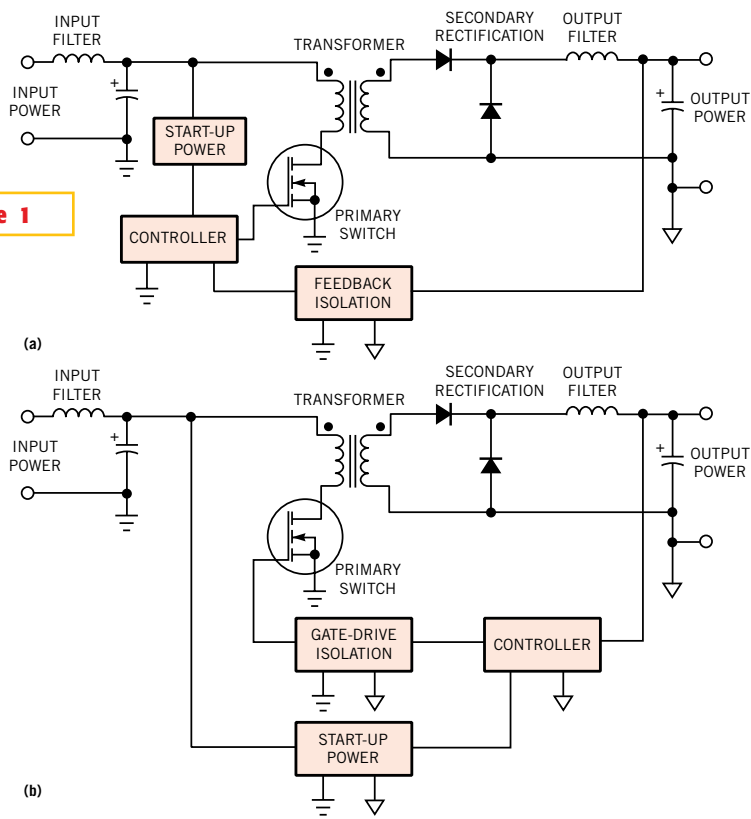 INPUT
FILTER
TRANSFORMER
SECONDARY
RECTIFICATION
OUTPUT
FILTER
INPUT
POWER
+
START-UP
POWER
+
OUTPUT
POWER
e 1
CONTROLLER
PRIMARY
SWITCH
FEEDBACK
ISOLATION
(a)
INPUT
FILTER
TRANSFORMER
SECONDARY
RECTIFICATION
OUTPUT
FILTER
INPUT
POWER
+
+
OUTPUT
POWER
PRIMARY
SWITCH
GATE-DRIVE
ISOLATION
CONTROLLER
START-UP
POWER
(b)